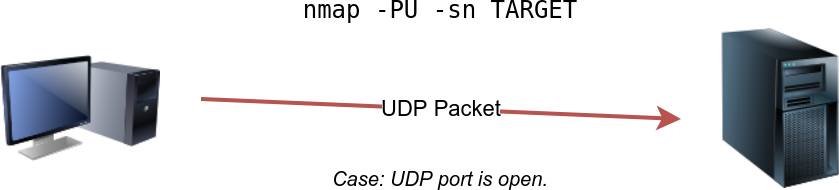 nmap -PU -sn TARGET
UDP Packet
Case: UDP port is open.